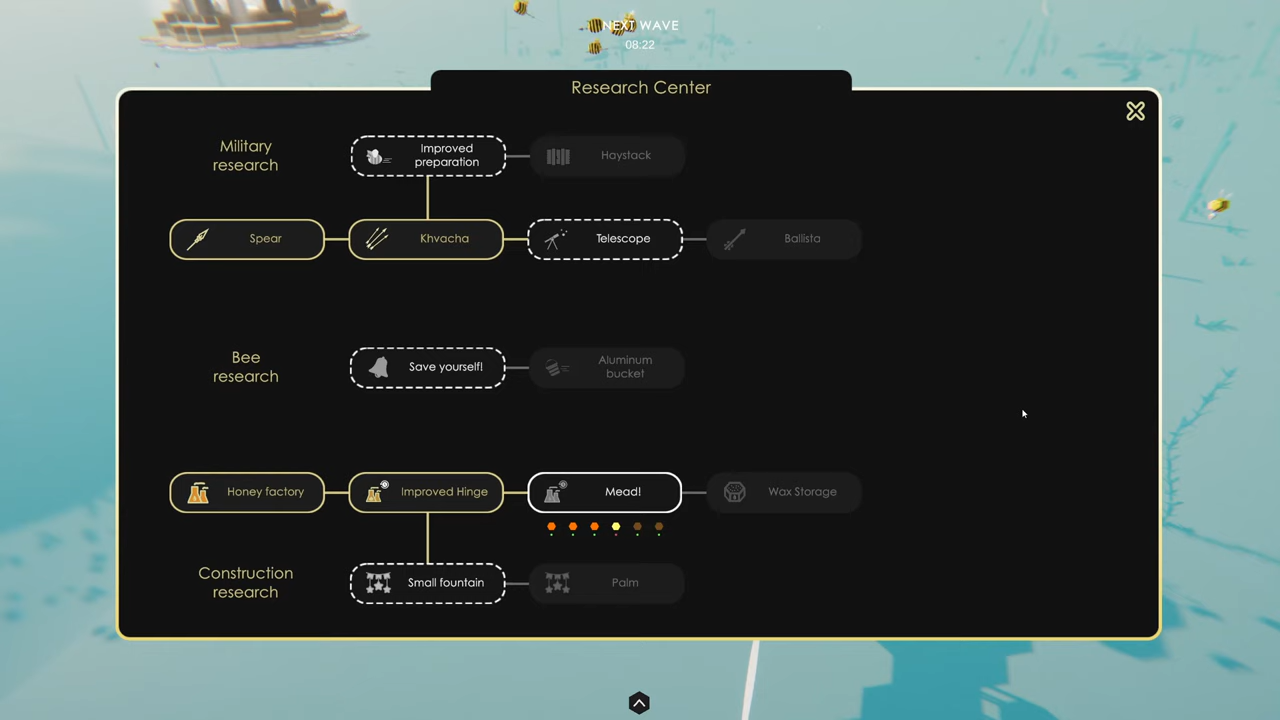 NEXT WAVE
08:22
Research Center
Military
research
Improved
preparation
Haystack
Spear
Khvacha
Telescope
Ballista
Bee
research
Save yourself!
Aluminum
bucket
Honey factory
Improved Hinge
Mead!
Wax Storage
Construction
research
Small fountain
Palm